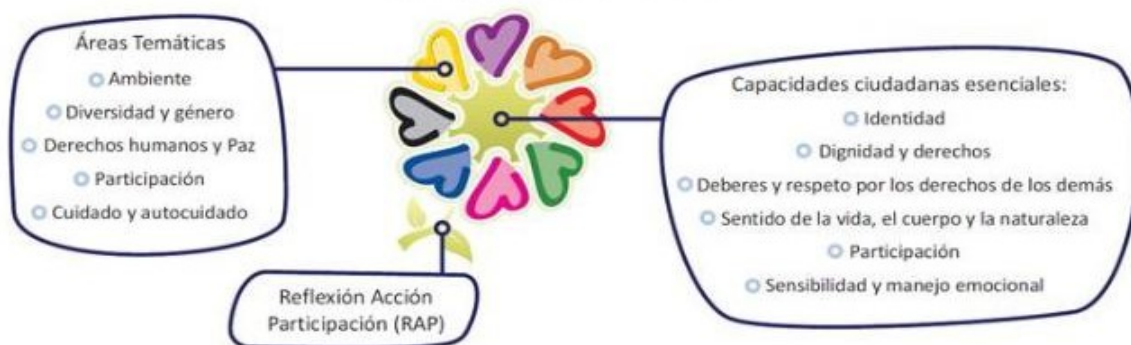 Áreas Temáticas
Ambiente
Diversidad y género
Derechos humanos y Paz
Participación
Cuidado y autocuidado
Capacidades ciudadanas esenciales:
Identidad
Dignidad y derechos
Deberes y respeto por los derechos de los demás
Sentido de la vida, el cuerpo y la naturaleza
Participación
Sensibilidad y manejo emocional
Reflexión Acción
Participación (RAP)